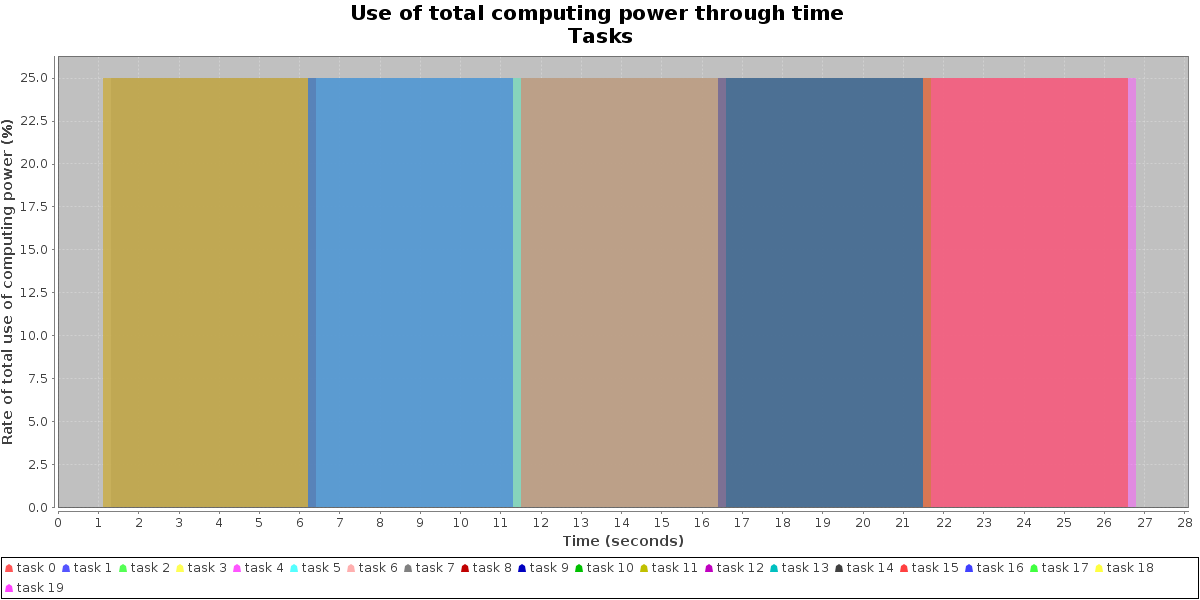 Use of total computing power through time
Tasks
Rate of total use of computing power (%)
25.0
22.5
20.0
17.5
15.0
12.5
10.0
7.5
5.0
2.5
0.0
0 1 2 3 4 5 6 7 8 9 10 11 12 13 14 15 16 17 18 19 20 21 22 23 24 25 26 27 28
Time (seconds)
task 0 task 1 task 2 task 3 task 4 task 5 task 6 task 7 task 8 task 9 task 10 task 11 task 12 task 13 task 14 task 15 task 16 task 17 task 18
task 19